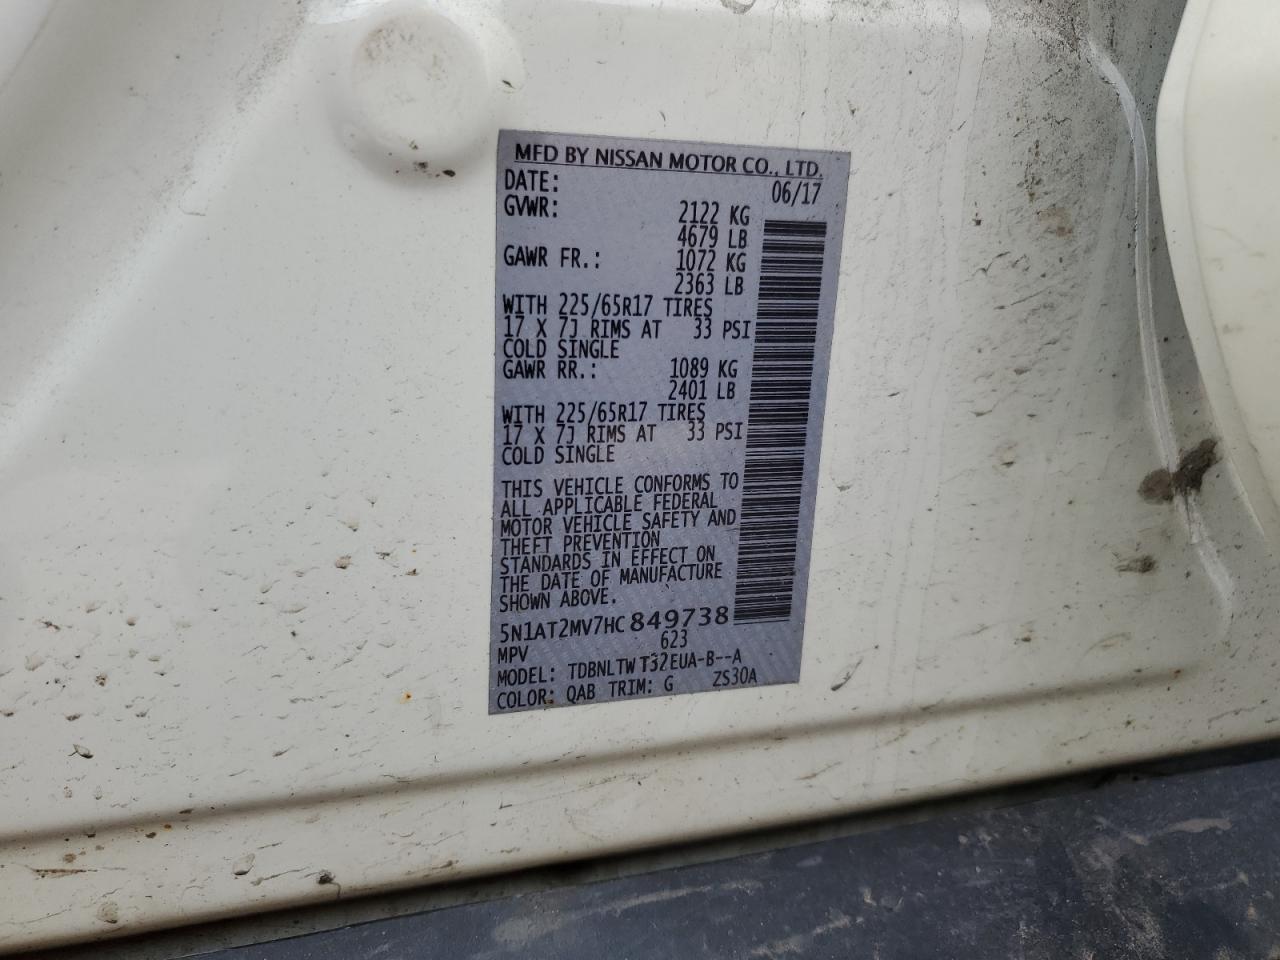 MFD BY NISSAN MOTOR CO., LTD.
DATE: 06/17
GVWR: 2122 KG
4679 LB
GAWR FR.: 1072 KG
2363 LB
WITH 225/65R17 TIRES
17 X 7J RIMS AT 33 PSI
COLD SINGLE
GAWR RR.: 1089 KG
2401 LB
WITH 225/65R17 TIRES
17 X 7J RIMS AT 33 PSI
COLD SINGLE
THIS VEHICLE CONFORMS TO
ALL APPLICABLE FEDERAL
MOTOR VEHICLE SAFETY AND
THEFT PREVENTION
STANDARDS IN EFFECT ON
THE DATE OF MANUFACTURE
SHOWN ABOVE.
5N1AT2MV7HC849738
MPV 623
MODEL: TDBNLTWT32EUA-B--A
COLOR: QAB TRIM: G ZS30A